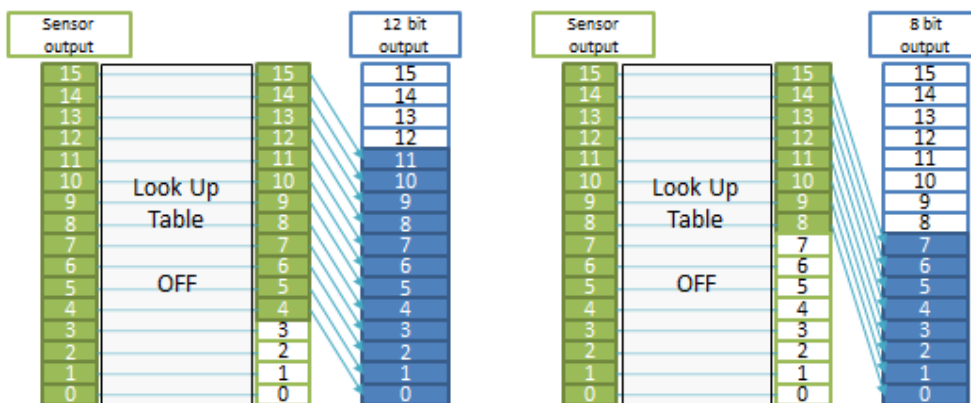 Sensor
output
12 bit
output
15 15 15
14 14 14
13 13 13
12 12 12
11 11 11
10 10 10
9 9 9
8 8 8
7 7 7
6 6 6
5 5 5
4 4 4
3 3 3
2 2 2
1 1 1
0 0 0
Look Up
Table
OFF
Sensor
output
8 bit
output
15 15 15
14 14 14
13 13 13
12 12 12
11 11 11
10 10 10
9 9 9
8 8 8
7 7 7
6 6 6
5 5 5
4 4 4
3 3 3
2 2 2
1 1 1
0 0 0
Look Up
Table
OFF